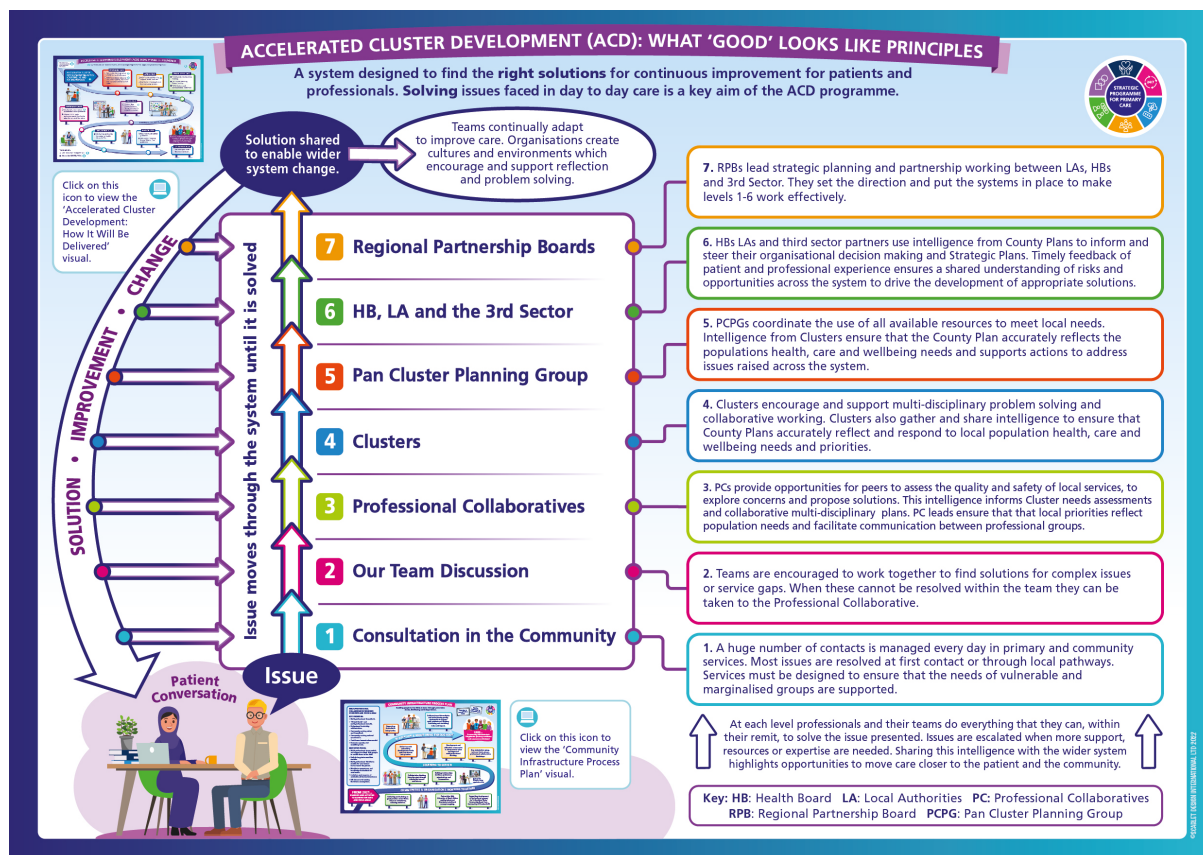 ACCELERATED CLUSTER DEVELOPMENT (ACD): WHAT ‘GOOD’ LOOKS LIKE PRINCIPLES
A system designed to find the right solutions for continuous improvement for patients and
professionals. Solving issues faced in day to day care is a key aim of the ACD programme.
STRATEGIC
PROGRAMME
FOR PRIMARY
CARE
Click on this
icon to view the
‘Accelerated Cluster
Development:
How It Will Be
Delivered’
visual.
Solution shared
to enable wider
system change.
Teams continually adapt
to improve care. Organisations create
cultures and environments which
encourage and support reflection
and problem solving.
SOLUTION • IMPROVEMENT • CHANGE
Issue moves through the system until it is solved
7 Regional Partnership Boards
6 HB, LA and the 3rd Sector
5 Pan Cluster Planning Group
4 Clusters
3 Professional Collaboratives
2 Our Team Discussion
1 Consultation in the Community
Issue
Patient
Conversation
Click on this icon to
view the ‘Community
Infrastructure Process
Plan’ visual.
7. RPBs lead strategic planning and partnership working between LAs, HBs
and 3rd Sector. They set the direction and put the systems in place to make
levels 1-6 work effectively.
6. HBs LAs and third sector partners use intelligence from County Plans to inform and
steer their organisational decision making and Strategic Plans. Timely feedback of
patient and professional experience ensures a shared understanding of risks and
opportunities across the system to drive the development of appropriate solutions.
5. PCPGs coordinate the use of all available resources to meet local needs.
Intelligence from Clusters ensure that the County Plan accurately reflects the
populations health, care and wellbeing needs and supports actions to address
issues raised across the system.
4. Clusters encourage and support multi-disciplinary problem solving and
collaborative working. Clusters also gather and share intelligence to ensure that
County Plans accurately reflect and respond to local population health, care and
wellbeing needs and priorities.
3. PCs provide opportunities for peers to assess the quality and safety of local services, to
explore concerns and propose solutions. This intelligence informs Cluster needs assessments
and collaborative multi-disciplinary plans. PC leads ensure that that local priorities reflect
population needs and facilitate communication between professional groups.
2. Teams are encouraged to work together to find solutions for complex issues
or service gaps. When these cannot be resolved within the team they can be
taken to the Professional Collaborative.
1. A huge number of contacts is managed every day in primary and community
services. Most issues are resolved at first contact or through local pathways.
Services must be designed to ensure that the needs of vulnerable and
marginalised groups are supported.
At each level professionals and their teams do everything that they can, within
their remit, to solve the issue presented. Issues are escalated when more support,
resources or expertise are needed. Sharing this intelligence with the wider system
highlights opportunities to move care closer to the patient and the community.
Key: HB: Health Board LA: Local Authorities PC: Professional Collaboratives
RPB: Regional Partnership Board PCPG: Pan Cluster Planning Group
©SCARLET DESIGN INTERNATIONAL LTD 2022